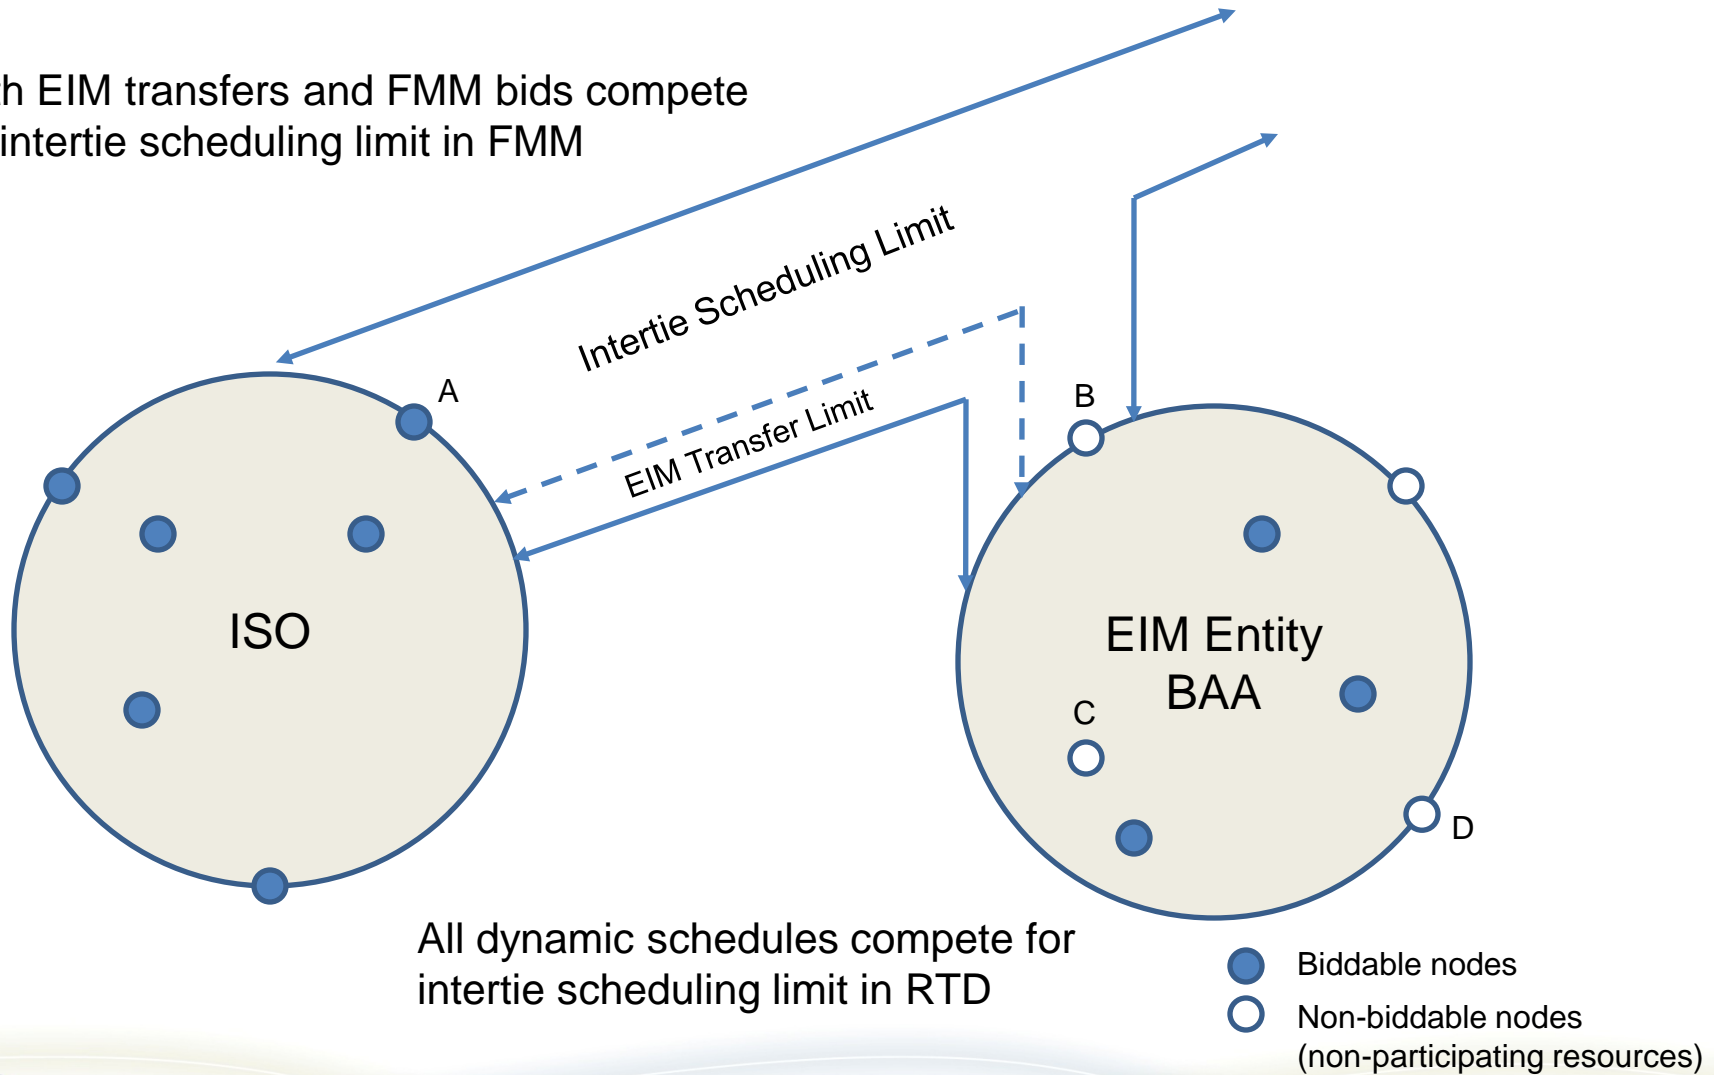 EIM transfers and FMM bids compete
intertie scheduling limit in FMM
Intertie Scheduling Limit
A
B
EIM Transfer Limit
ISO
EIM Entity
BAA
C
D
All dynamic schedules compete for
intertie scheduling limit in RTD
Biddable nodes
Non-biddable nodes
(non-participating resources)